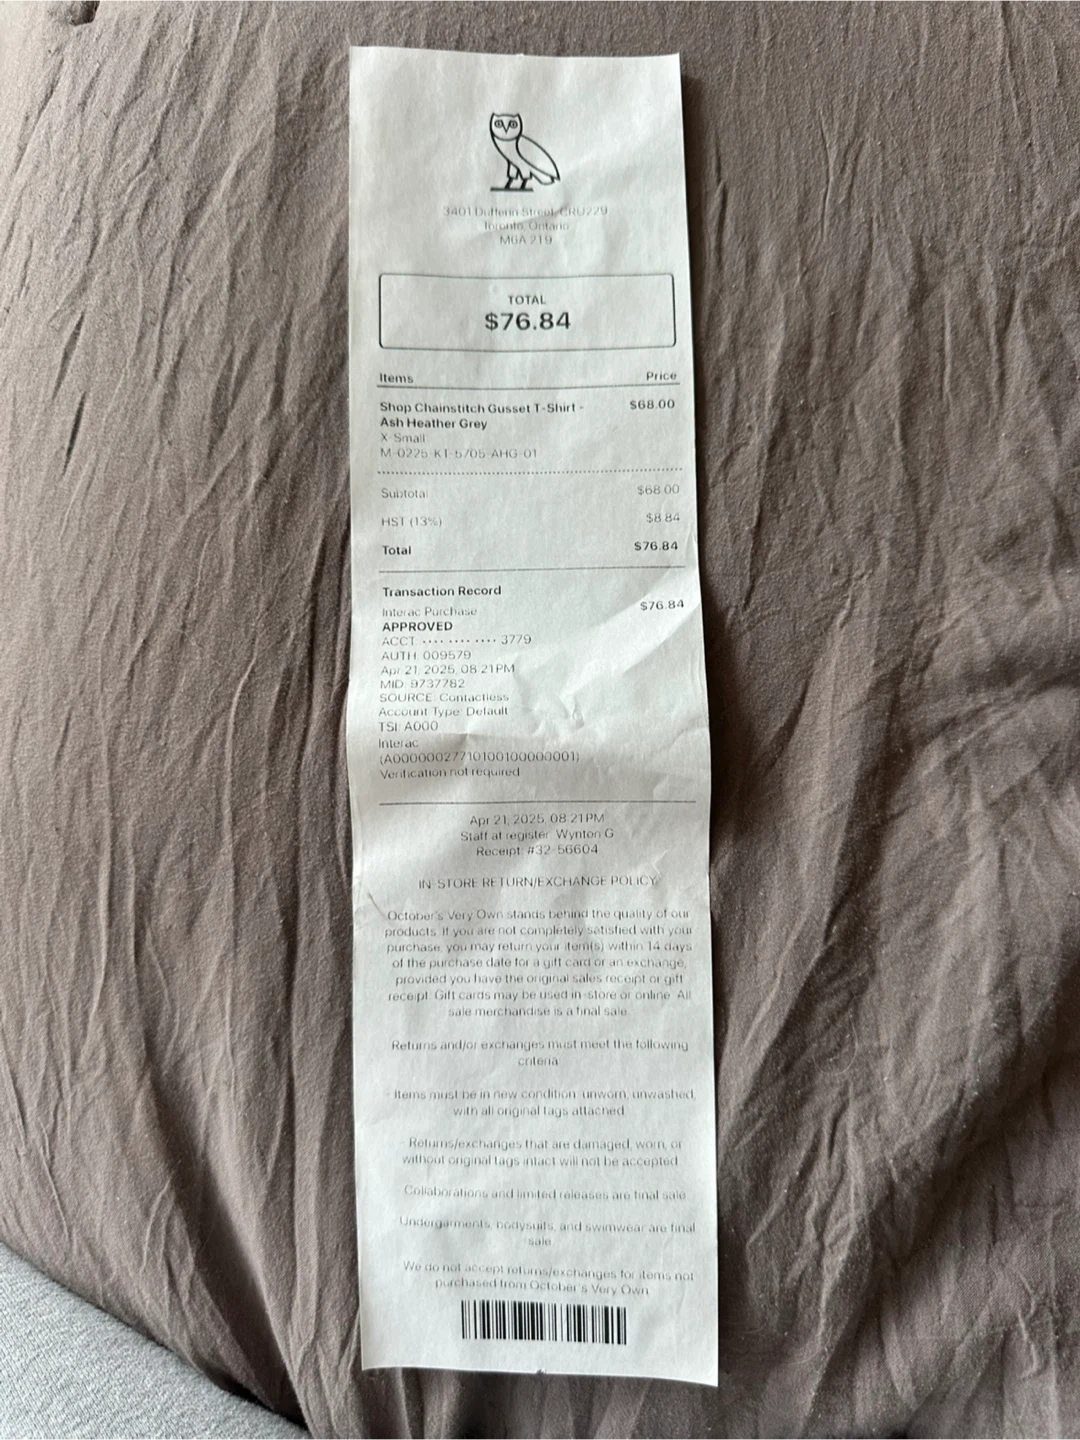 3401 Dufferin Street, CRU229
Toronto, Ontario
M6A 2T9
TOTAL
$76.84
Items Price
Shop Chainstitch Gusset T-Shirt - $68.00
Ash Heather Grey
X-Small
M-0225-KT-5705-AHG-01
Subtotal $68.00
HST (13%) $8.84
Total $76.84
Transaction Record
Interac Purchase $76.84
APPROVED
ACCT: •••• •••• •••• 3779
AUTH: 009579
Apr 21, 2025, 08:21PM
MID: 9737782
SOURCE: Contactless
Account Type: Default
TSI: A000
Interac
(A00000027710100100000001)
Verification not required
Apr 21, 2025, 08:21PM
Staff at register: Wynton G
Receipt: #32-56604
IN-STORE RETURN/EXCHANGE POLICY:
October's Very Own stands behind the quality of our
products. If you are not completely satisfied with your
purchase, you may return your item(s) within 14 days
of the purchase date for a gift card or an exchange,
provided you have the original sales receipt or gift
receipt. Gift cards may be used in-store or online. All
sale merchandise is a final sale.
Returns and/or exchanges must meet the following
criteria:
- Items must be in new condition: unworn, unwashed,
with all original tags attached.
- Returns/exchanges that are damaged, worn, or
without original tags intact will not be accepted.
- Collaborations and limited releases are final sale.
- Undergarments, bodysuits, and swimwear are final
sale.
- We do not accept returns/exchanges for items not
purchased from October's Very Own.